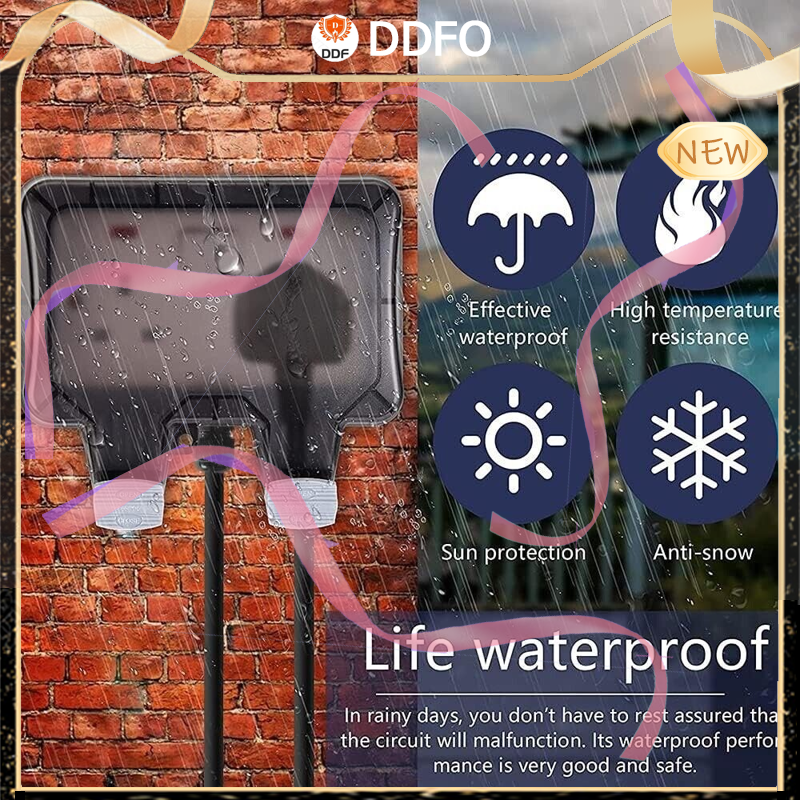 DDF
DDFO
NEW
Effective
waterproof
High temperature
resistance
Sun protection
Anti-snow
Life waterproof
In rainy days, you don't have to rest assured tha
the circuit will malfunction. Its waterproof perfor
mance is very good and safe.